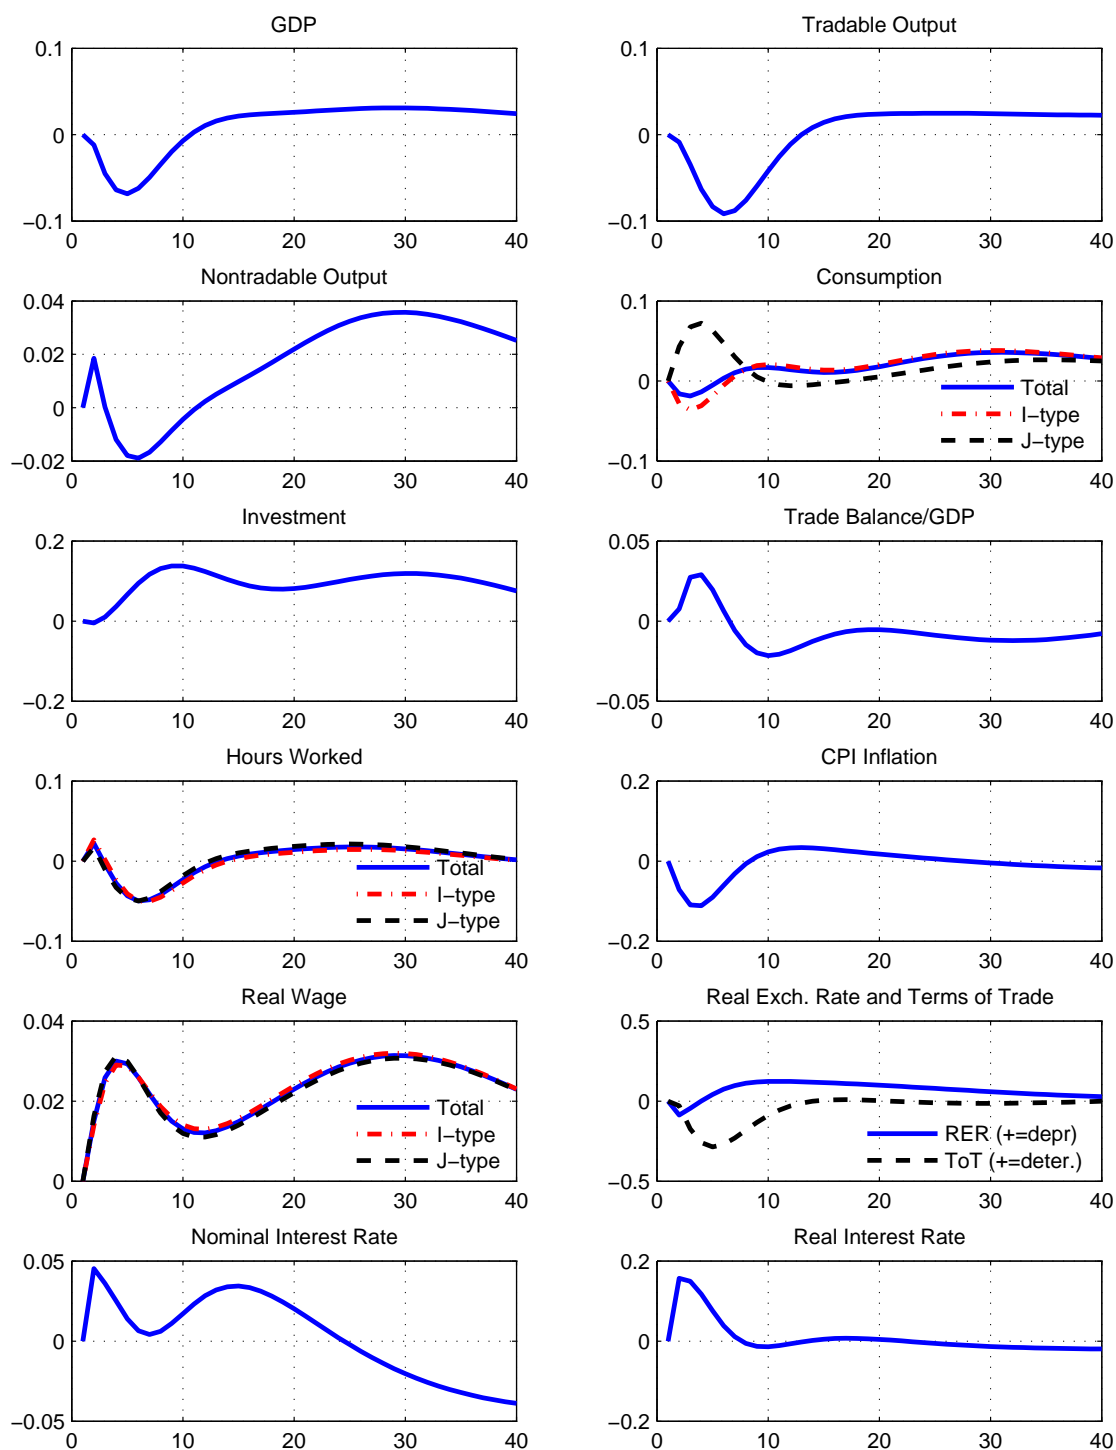 GDP
Tradable Output
0.1
0
−0.1
0 10 20 30 40
0.1
0
−0.1
0 10 20 30 40
Nontradable Output
Consumption
0.04
0.02
0
−0.02
0 10 20 30 40
0.1
0
−0.1
Total
I−type
J−type
0 10 20 30 40
Investment
Trade Balance/GDP
0.2
0
−0.2
0 10 20 30 40
0.05
0
−0.05
0 10 20 30 40
Hours Worked
CPI Inflation
0.1
0
−0.1
Total
I−type
J−type
0 10 20 30 40
0.2
0
−0.2
0 10 20 30 40
Real Wage
Real Exch. Rate and Terms of Trade
0.04
0.02
0
Total
I−type
J−type
0 10 20 30 40
0.5
0
−0.5
RER (+=depr)
ToT (+=deter.)
0 10 20 30 40
Nominal Interest Rate
Real Interest Rate
0.05
0
−0.05
0 10 20 30 40
0.2
0
−0.2
0 10 20 30 40